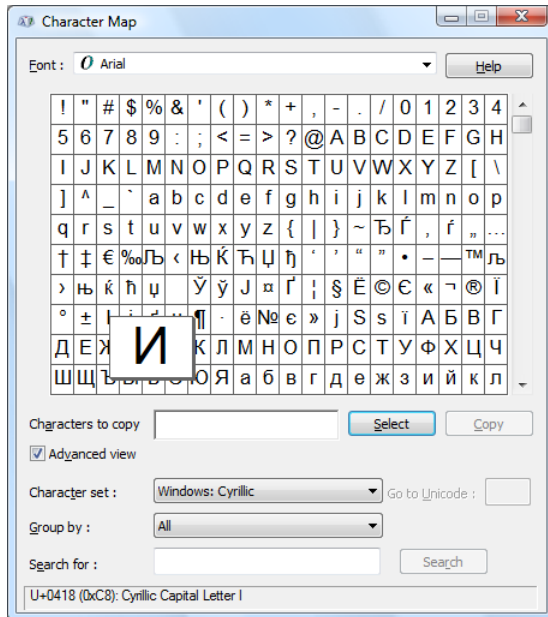 Character Map
Font : O Arial Help
! " # $ % & ' ( ) * + , - . / 0 1 2 3 4
5 6 7 8 9 : ; < = > ? @ A B C D E F G H
I J K L M N O P Q R S T U V W X Y Z [ \
] ^ _ ` a b c d e f g h i j k l m n o p
q r s t u v w x y z { | } ~ Ђ Ѓ ‚ ѓ „ …
† ‡ € ‰ Љ ‹ Њ Ќ Ћ Џ ђ ‘ ’ “ ” • – — ™ љ
› њ ќ ћ џ Ў ў Ј ¤ Ґ ¦ § Ё © Є « ¬ ® Ї
° ± ¶ · ё № є » ј Ѕ ѕ ї А Б В Г
Д Е Ж И К Л М Н О П Р С Т У Ф Х Ц Ч
Ш Щ Ъ Ы Ь Э Ю Я а б в г д е ж з и й к л
Characters to copy Select Copy
Advanced view
Character set : Windows: Cyrillic Go to Unicode :
Group by : All
Search for : Search
U+0418 (0xC8): Cyrillic Capital Letter I